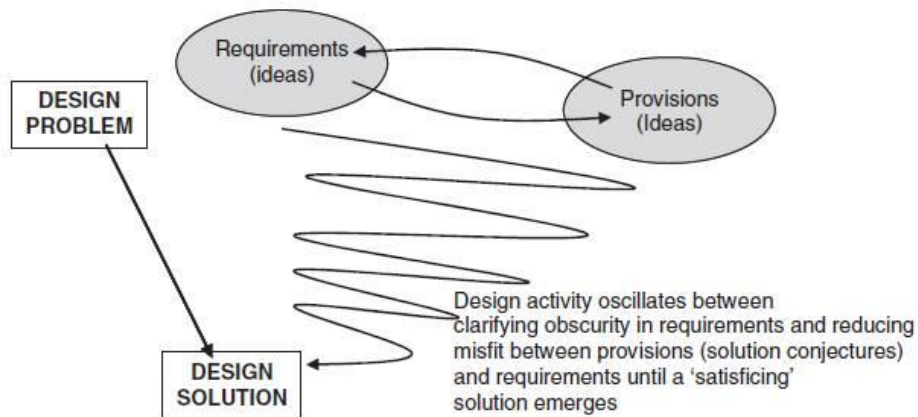 Requirements
(ideas)
Provisions
(Ideas)
DESIGN
PROBLEM
Design activity oscillates between
clarifying obscurity in requirements and reducing
misfit between provisions (solution conjectures)
and requirements until a ‘satisficing’
solution emerges
DESIGN
SOLUTION